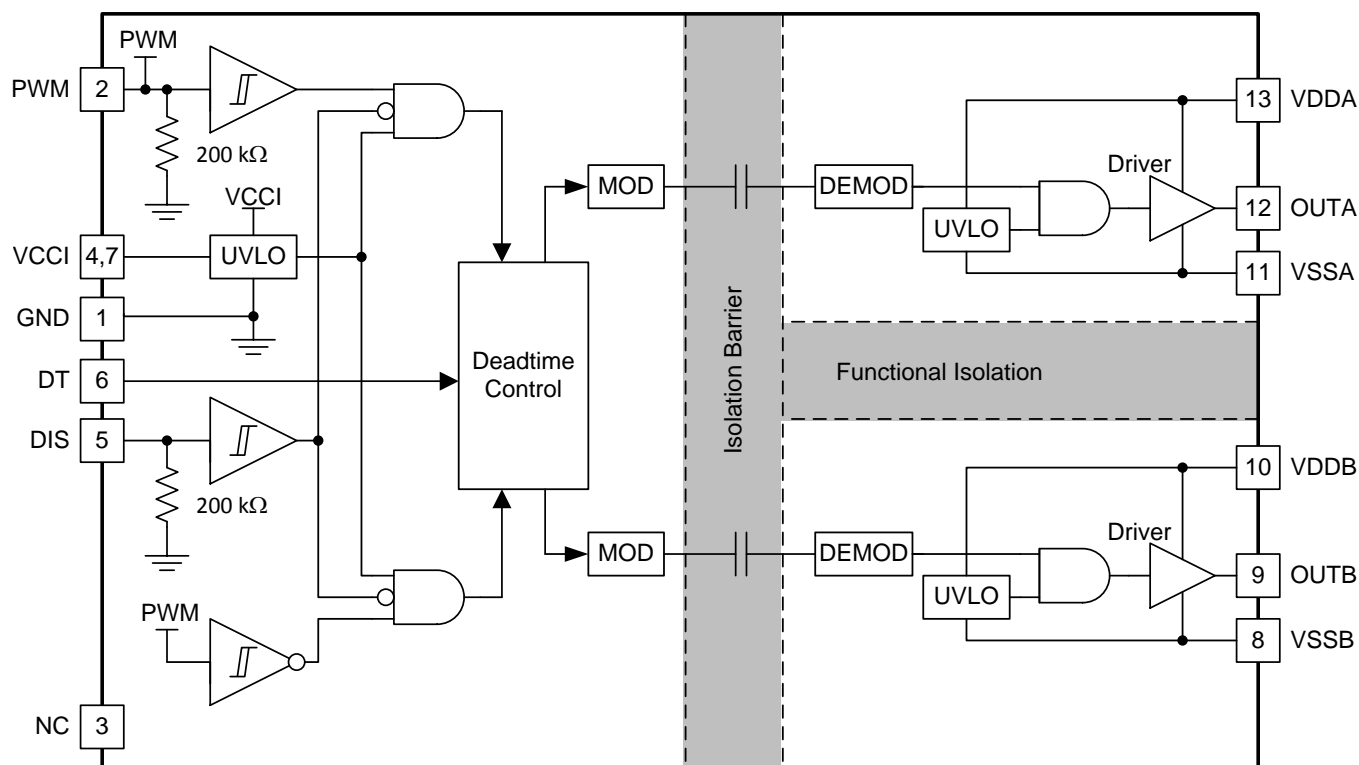 PWM
PWM 2
200 kΩ
VCCI
VCCI 4,7 UVLO
GND 1
DT 6
DIS 5
200 kΩ
PWM
NC 3
Deadtime
Control
MOD
MOD
Isolation Barrier
Functional Isolation
DEMOD
UVLO
Driver
13 VDDA
12 OUTA
11 VSSA
DEMOD
UVLO
Driver
10 VDDB
9 OUTB
8 VSSB